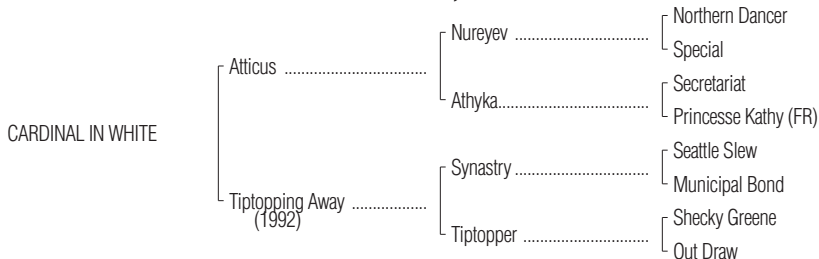 Northern Dancer
Nureyev ................................
Special
Atticus ..................................
Secretariat
Athyka....................................
Princesse Kathy (FR)
CARDINAL IN WHITE
Seattle Slew
Synastry ................................
Municipal Bond
Tiptopping Away ..................
(1992)
Shecky Greene
Tiptopper ..............................
Out Draw